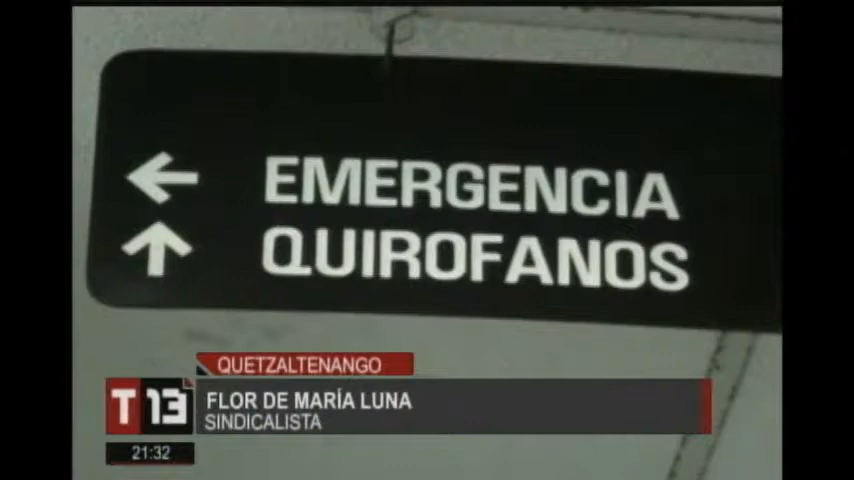 EMERGENCIA
QUIROFANOS
QUETZALTENANGO
T13
FLOR DE MARÍA LUNA
SINDICALISTA
21:32